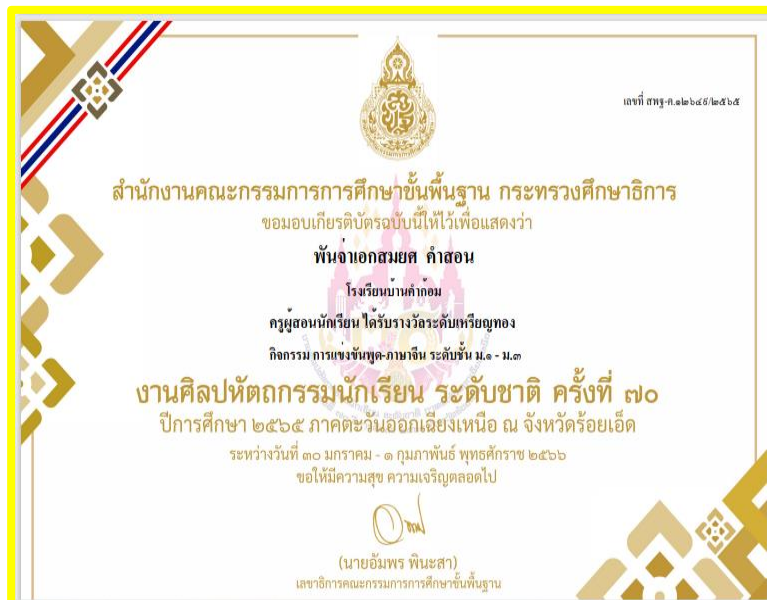 เลขที่ สพฐ-ค.๑๒๖๔๕/๒๕๖๕
สำนักงานคณะกรรมการการศึกษาขั้นพื้นฐาน กระทรวงศึกษาธิการ
ขอมอบเกียรติบัตรฉบับนี้ให้ไว้เพื่อแสดงว่า
พันจ่าเอกสมยศ คำสอน
โรงเรียนบ้านคำก้อม
ครูผู้สอนนักเรียน ได้รับรางวัลระดับเหรียญทอง
กิจกรรม การแข่งขันพูด-ภาษาจีน ระดับชั้น ม.๑ - ม.๓
งานศิลปหัตถกรรมนักเรียน ระดับชาติ ครั้งที่ ๗๐
ปีการศึกษา ๒๕๖๕ ภาคตะวันออกเฉียงเหนือ ณ จังหวัดร้อยเอ็ด
ระหว่างวันที่ ๓๐ มกราคม - ๑ กุมภาพันธ์ พุทธศักราช ๒๕๖๖
ขอให้มีความสุข ความเจริญตลอดไป
(นายอัมพร พินะสา)
เลขาธิการคณะกรรมการการศึกษาขั้นพื้นฐาน